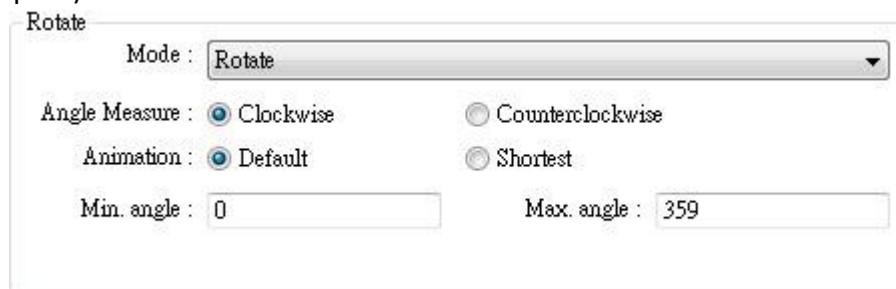 Rotate
Mode : Rotate
Angle Measure : Clockwise Counterclockwise
Animation : Default Shortest
Min. angle : 0 Max. angle : 359